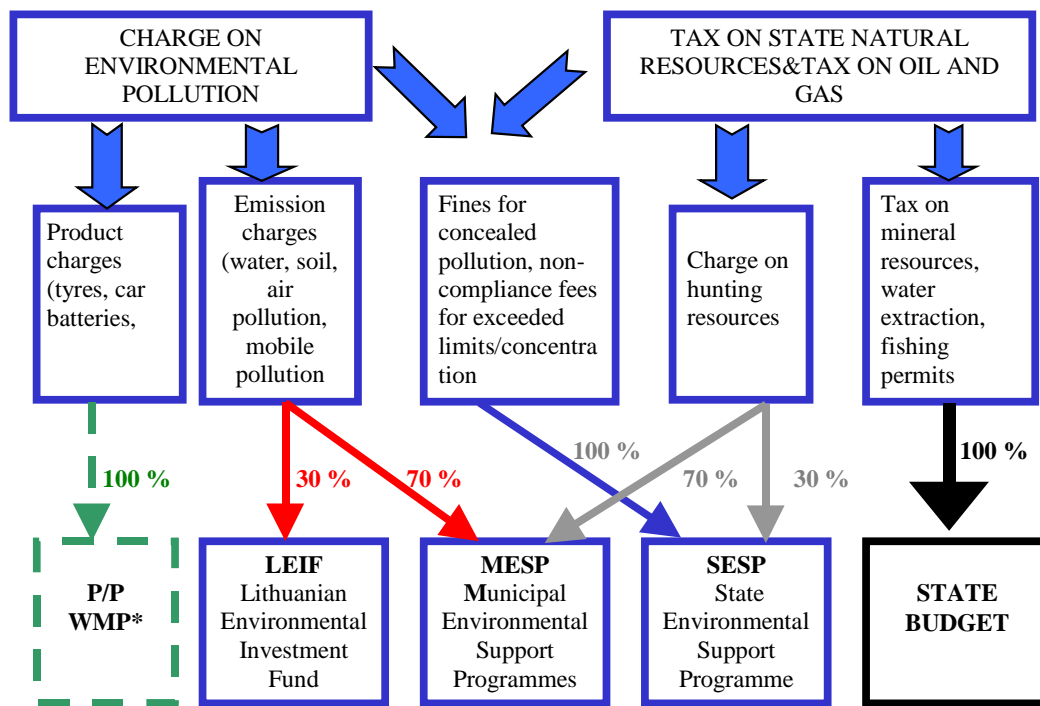 CHARGE ON
ENVIRONMENTAL
POLLUTION
TAX ON STATE NATURAL
RESOURCES&TAX ON OIL AND
GAS
Product
charges
(tyres, car
batteries,
Emission
charges
(water, soil,
air
pollution,
mobile
pollution
Fines for
concealed
pollution, non-
compliance fees
for exceeded
limits/concentra
tion
Charge on
hunting
resources
Tax on
mineral
resources,
water
extraction,
fishing
permits
100 %
30 %
70 %
100 %
70 %
30 %
100 %
P/P
WMP*
LEIF
Lithuanian
Environmental
Investment
Fund
MESP
Municipal
Environmental
Support
Programmes
SESP
State
Environmental
Support
Programme
STATE
BUDGET